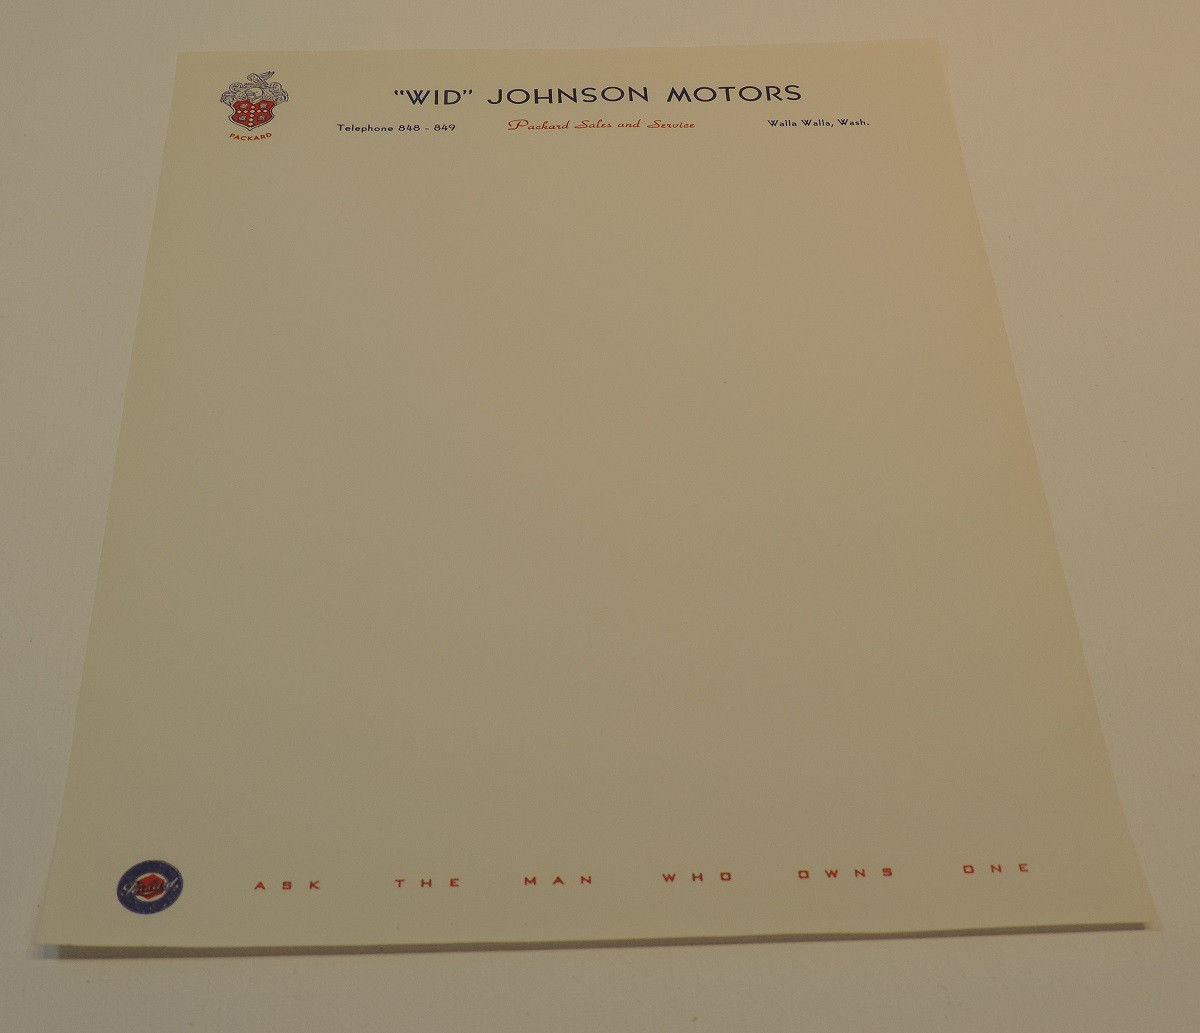 "WID" JOHNSON MOTORS
PACKARD
Telephone 848 - 849
Packard Sales and Service
Walla Walla, Wash.
Packard
ASK THE MAN WHO OWNS ONE